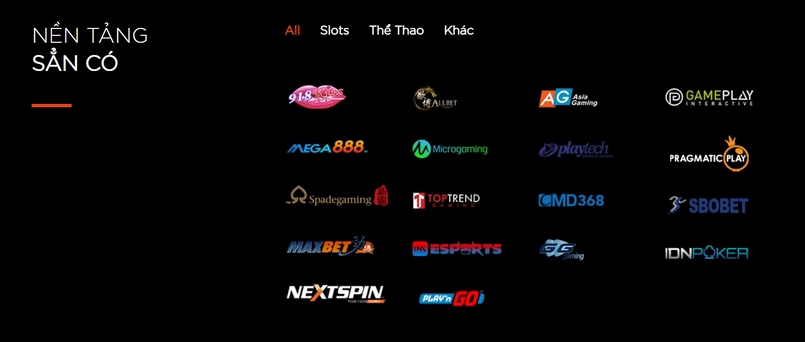 NỀN TẢNG
SẴN CÓ
All Slots Thể Thao Khác
918KISS ALLBET AG Asia Gaming GAMEPLAY INTERACTIVE
MEGA888 Microgaming playtech PRAGMATIC PLAY
Spadegaming TOPTREND GAMING CMD368 SBOBET
MAXBET ESPORTS GG Gaming IDNPOKER
NEXTSPIN PLAY'n GO